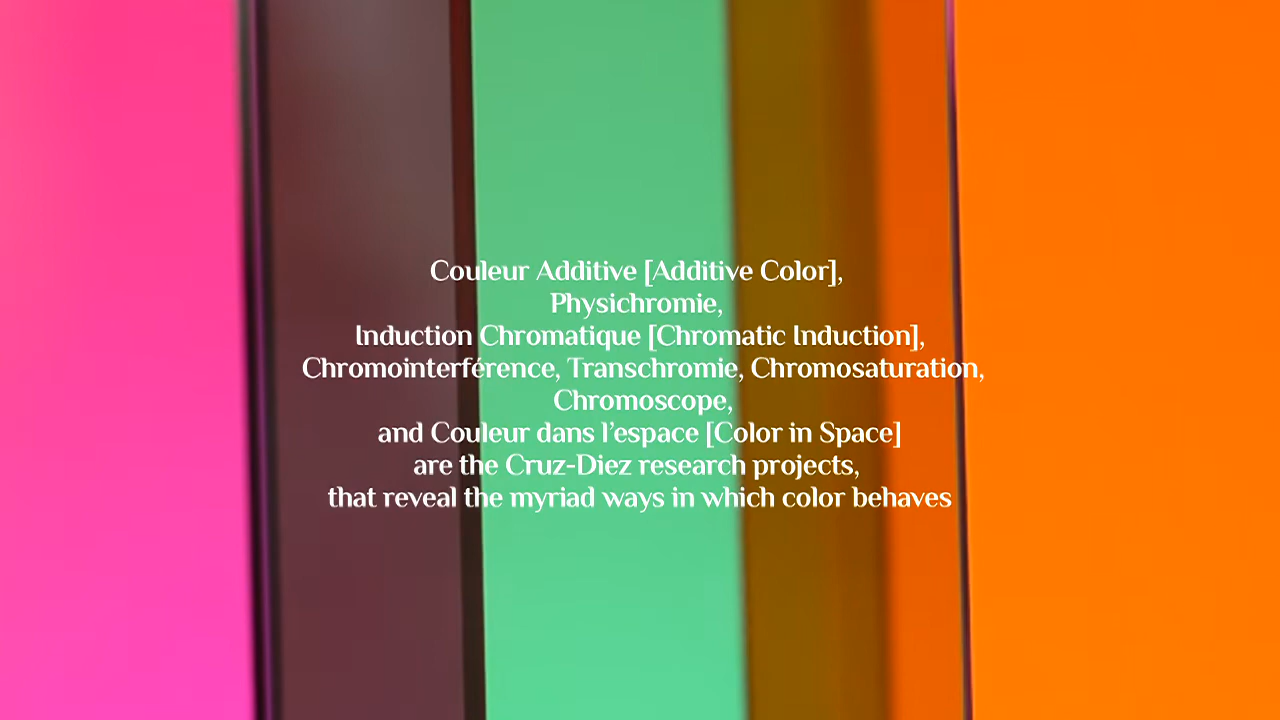 Couleur Additive [Additive Color],
Physichromie,
Induction Chromatique [Chromatic Induction],
Chromointerférence, Transchromie, Chromosaturation,
Chromoscope,
and Couleur dans l’espace [Color in Space]
are the Cruz-Diez research projects,
that reveal the myriad ways in which color behaves